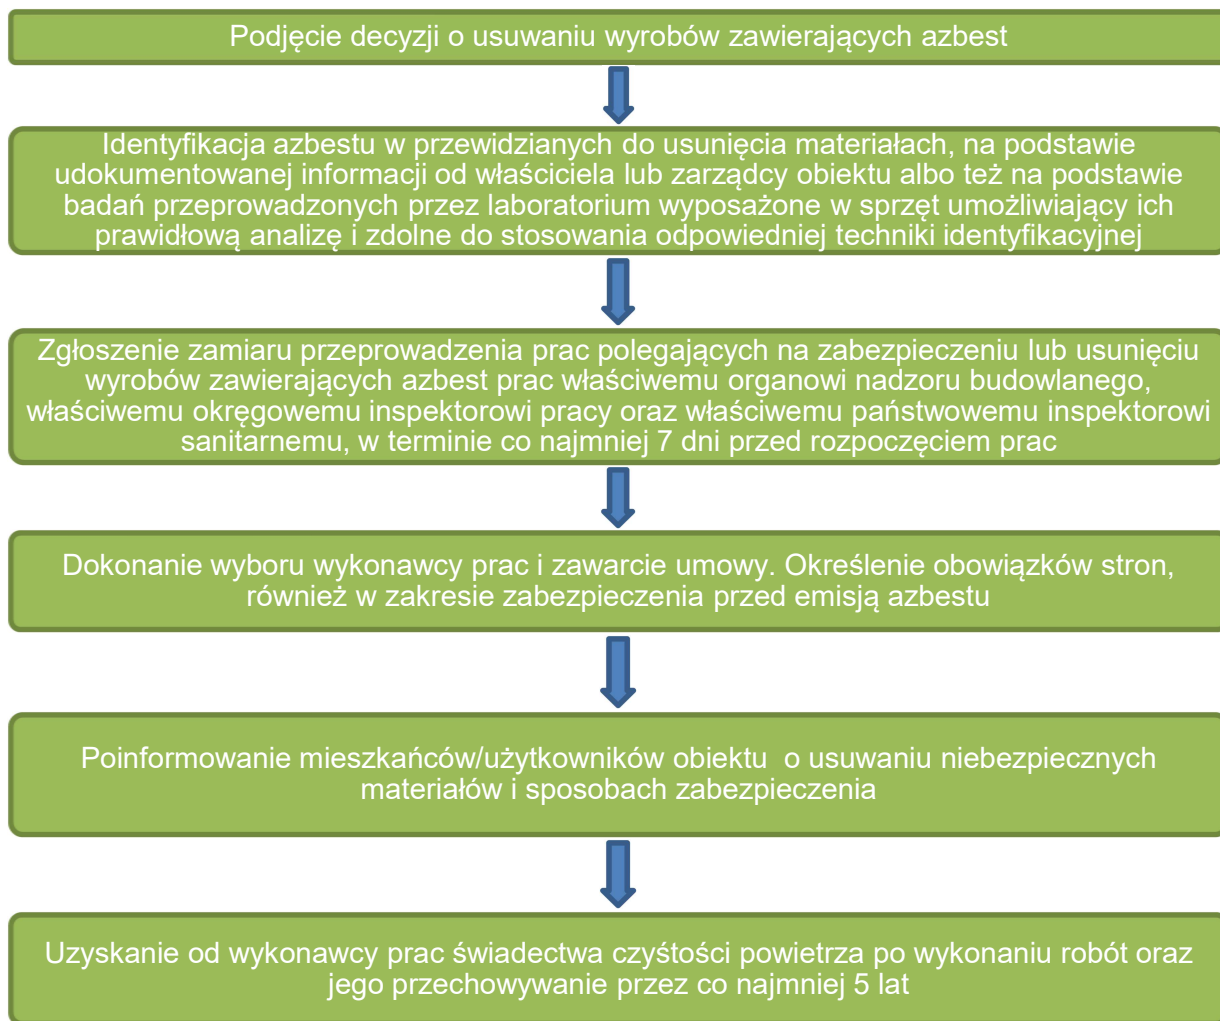 Podjęcie decyzji o usuwaniu wyrobów zawierających azbest
Identyfikacja azbestu w przewidzianych do usunięcia materiałach, na podstawie
udokumentowanej informacji od właściciela lub zarządcy obiektu albo też na podstawie
badań przeprowadzonych przez laboratorium wyposażone w sprzęt umożliwiający ich
prawidłową analizę i zdolne do stosowania odpowiedniej techniki identyfikacyjnej
Zgłoszenie zamiaru przeprowadzenia prac polegających na zabezpieczeniu lub usunięciu
wyrobów zawierających azbest prac właściwemu organowi nadzoru budowlanego,
właściwemu okręgowemu inspektorowi pracy oraz właściwemu państwowemu inspektorowi
sanitarnemu, w terminie co najmniej 7 dni przed rozpoczęciem prac
Dokonanie wyboru wykonawcy prac i zawarcie umowy. Określenie obowiązków stron,
również w zakresie zabezpieczenia przed emisją azbestu
Poinformowanie mieszkańców/użytkowników obiektu o usuwaniu niebezpiecznych
materiałów i sposobach zabezpieczenia
Uzyskanie od wykonawcy prac świadectwa czyśtości powietrza po wykonaniu robót oraz
jego przechowywanie przez co najmniej 5 lat